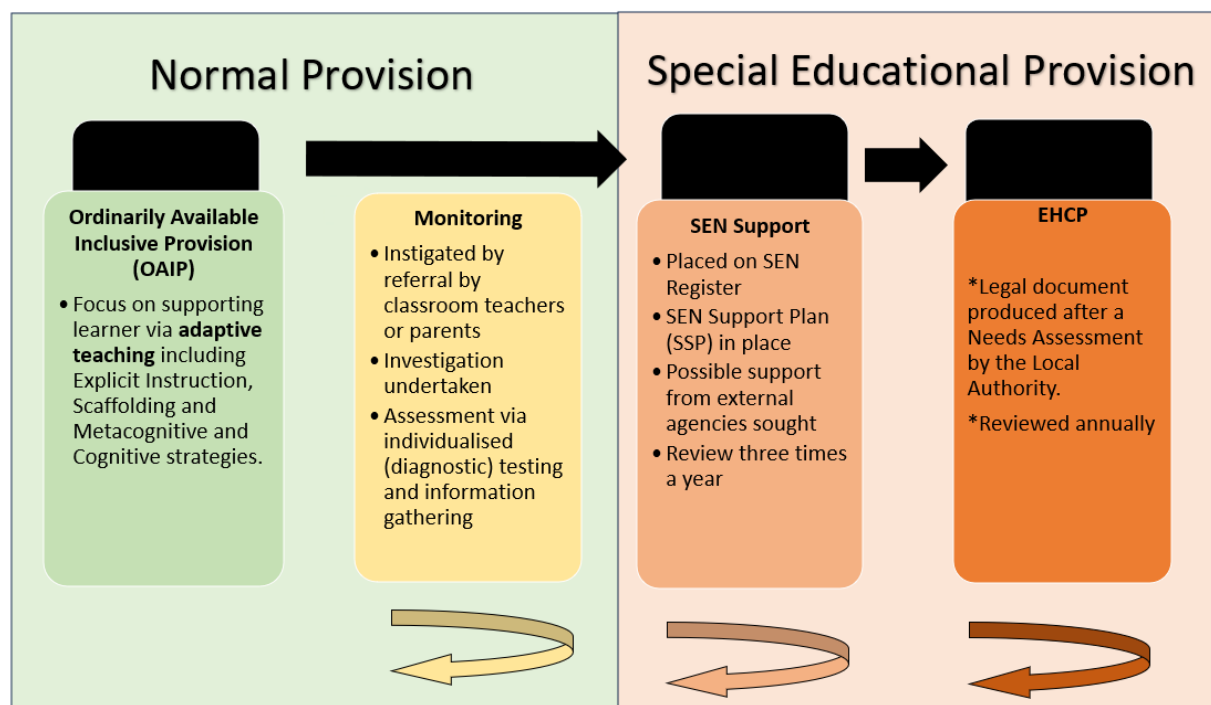 Normal Provision
Special Educational Provision
Ordinarily Available
Inclusive Provision
(OAIP)
• Focus on supporting
learner via adaptive
teaching including
Explicit Instruction,
Scaffolding and
Metacognitive and
Cognitive strategies.
Monitoring
• Instigated by
referral by
classroom teachers
or parents
• Investigation
undertaken
• Assessment via
individualised
(diagnostic) testing
and information
gathering
SEN Support
• Placed on SEN
Register
• SEN Support Plan
(SSP) in place
• Possible support
from external
agencies sought
• Review three times
a year
EHCP
*Legal document
produced after a
Needs Assessment
by the Local
Authority.
*Reviewed annually